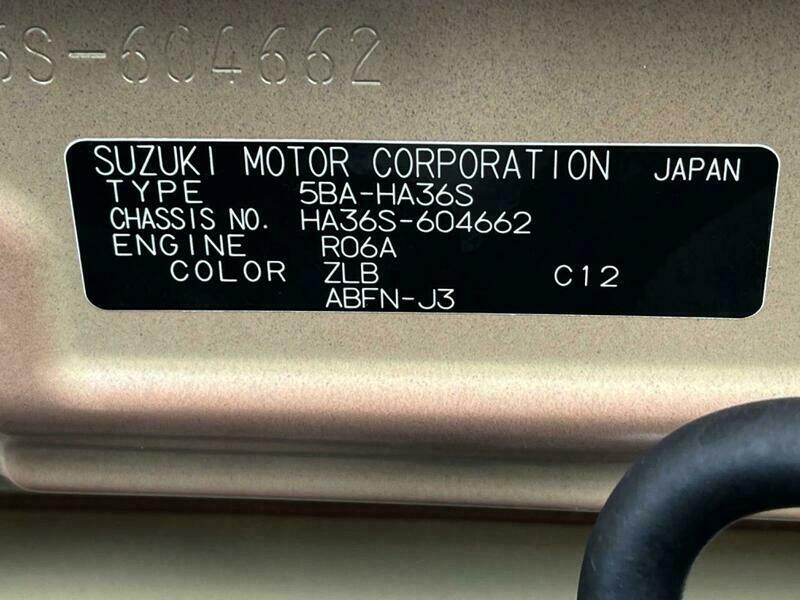 6S-604662
SUZUKI MOTOR CORPORATION JAPAN
TYPE 5BA-HA36S
CHASSIS NO. HA36S-604662
ENGINE R06A
COLOR ZLB C12
ABFN-J3